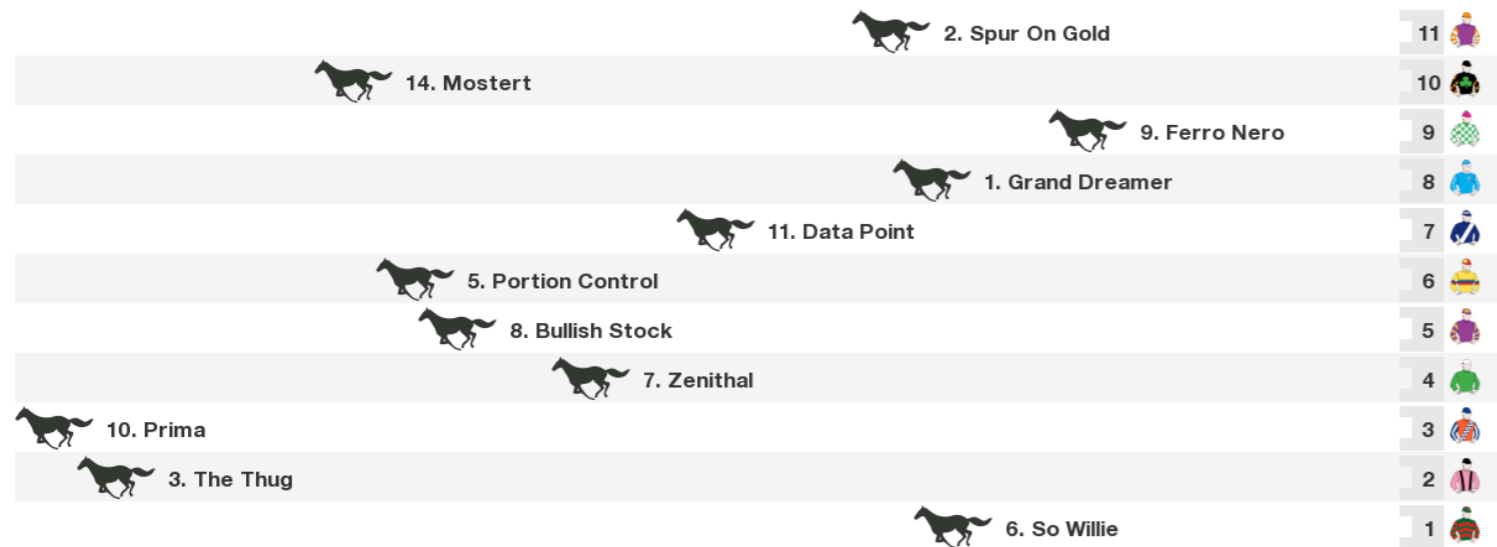 2. Spur On Gold 11
14. Mostert 10
9. Ferro Nero 9
1. Grand Dreamer 8
11. Data Point 7
5. Portion Control 6
8. Bullish Stock 5
7. Zenithal 4
10. Prima 3
3. The Thug 2
6. So Willie 1